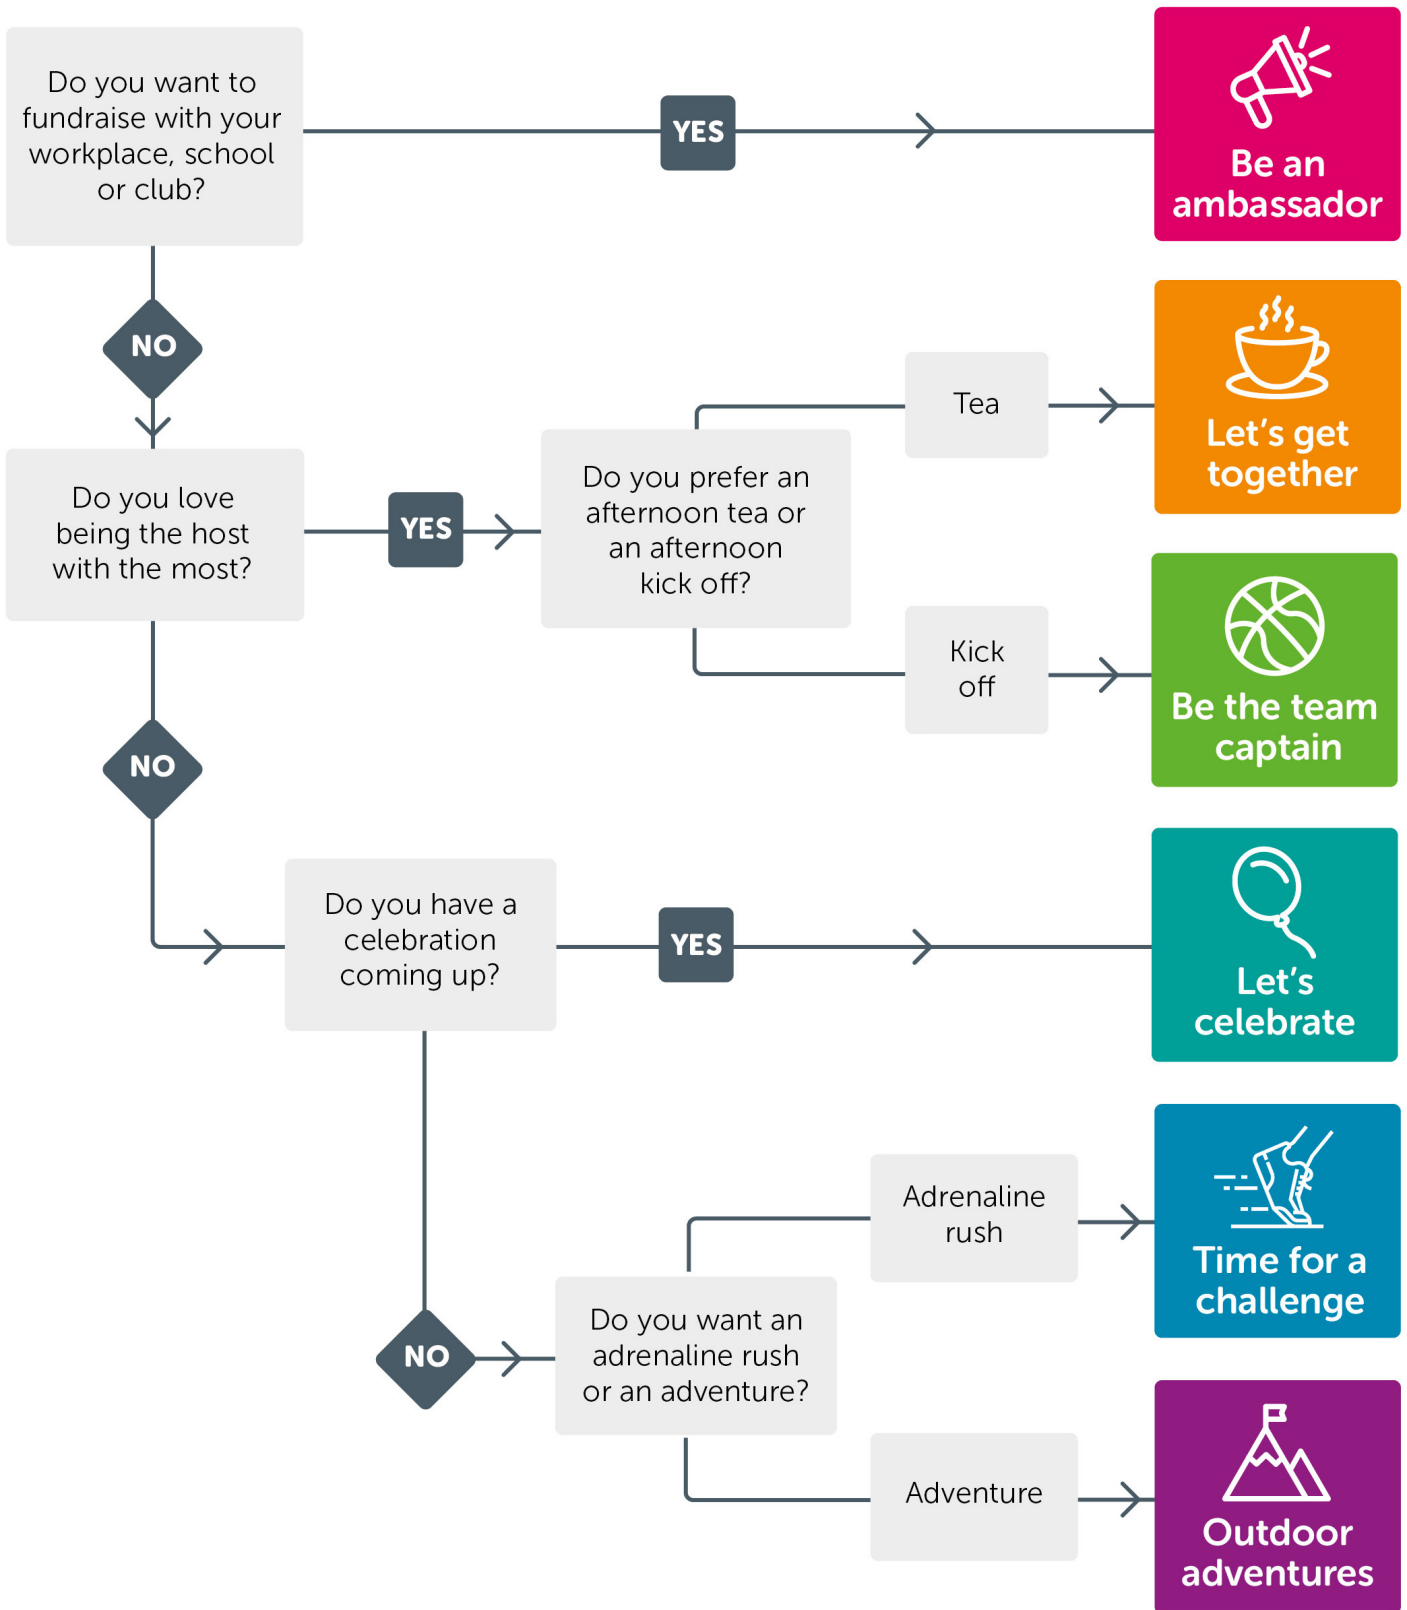 Do you want to
fundraise with your
workplace, school
or club?
YES
Be an
ambassador
NO
Do you love
being the host
with the most?
YES
Do you prefer an
afternoon tea or
an afternoon
kick off?
Tea
Let's get
together
Kick
off
Be the team
captain
NO
Do you have a
celebration
coming up?
YES
Let's
celebrate
NO
Do you want an
adrenaline rush
or an adventure?
Adrenaline
rush
Time for a
challenge
Adventure
Outdoor
adventures